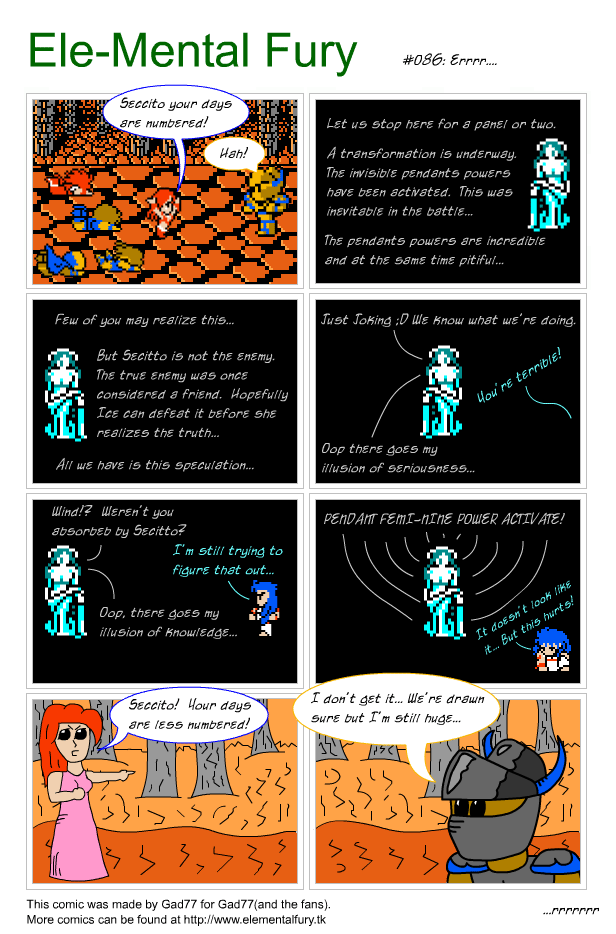 Ele-Mental Fury
#086: Errrr....
Seccito your days
are numbered!
Hah!
Let us stop here for a panel or two.
A transformation is underway.
The invisible pendants powers
have been activated. This was
inevitable in the battle...
The pendants powers are incredible
and at the same time pitiful...
Few of you may realize this...
But Secitto is not the enemy.
The true enemy was once
considered a friend. Hopefully
Ice can defeat it before she
realizes the truth...
All we have is this speculation...
Just Joking ;D We know what we're doing.
You're terrible!
Oop there goes my
illusion of seriousness...
Wind!? Weren't you
absorbeb by Secitto?
I'm still trying to
figure that out...
Oop, there goes my
illusion of knowledge...
PENDANT FEMI-NINE POWER ACTIVATE!
It doesn't look like
it... But this hurts!
Seccito! Your days
are less numbered!
I don't get it... We're drawn
sure but I'm still huge...
This comic was made by Gad77 for Gad77(and the fans).
More comics can be found at http://www.elementalfury.tk
...rrrrrrr